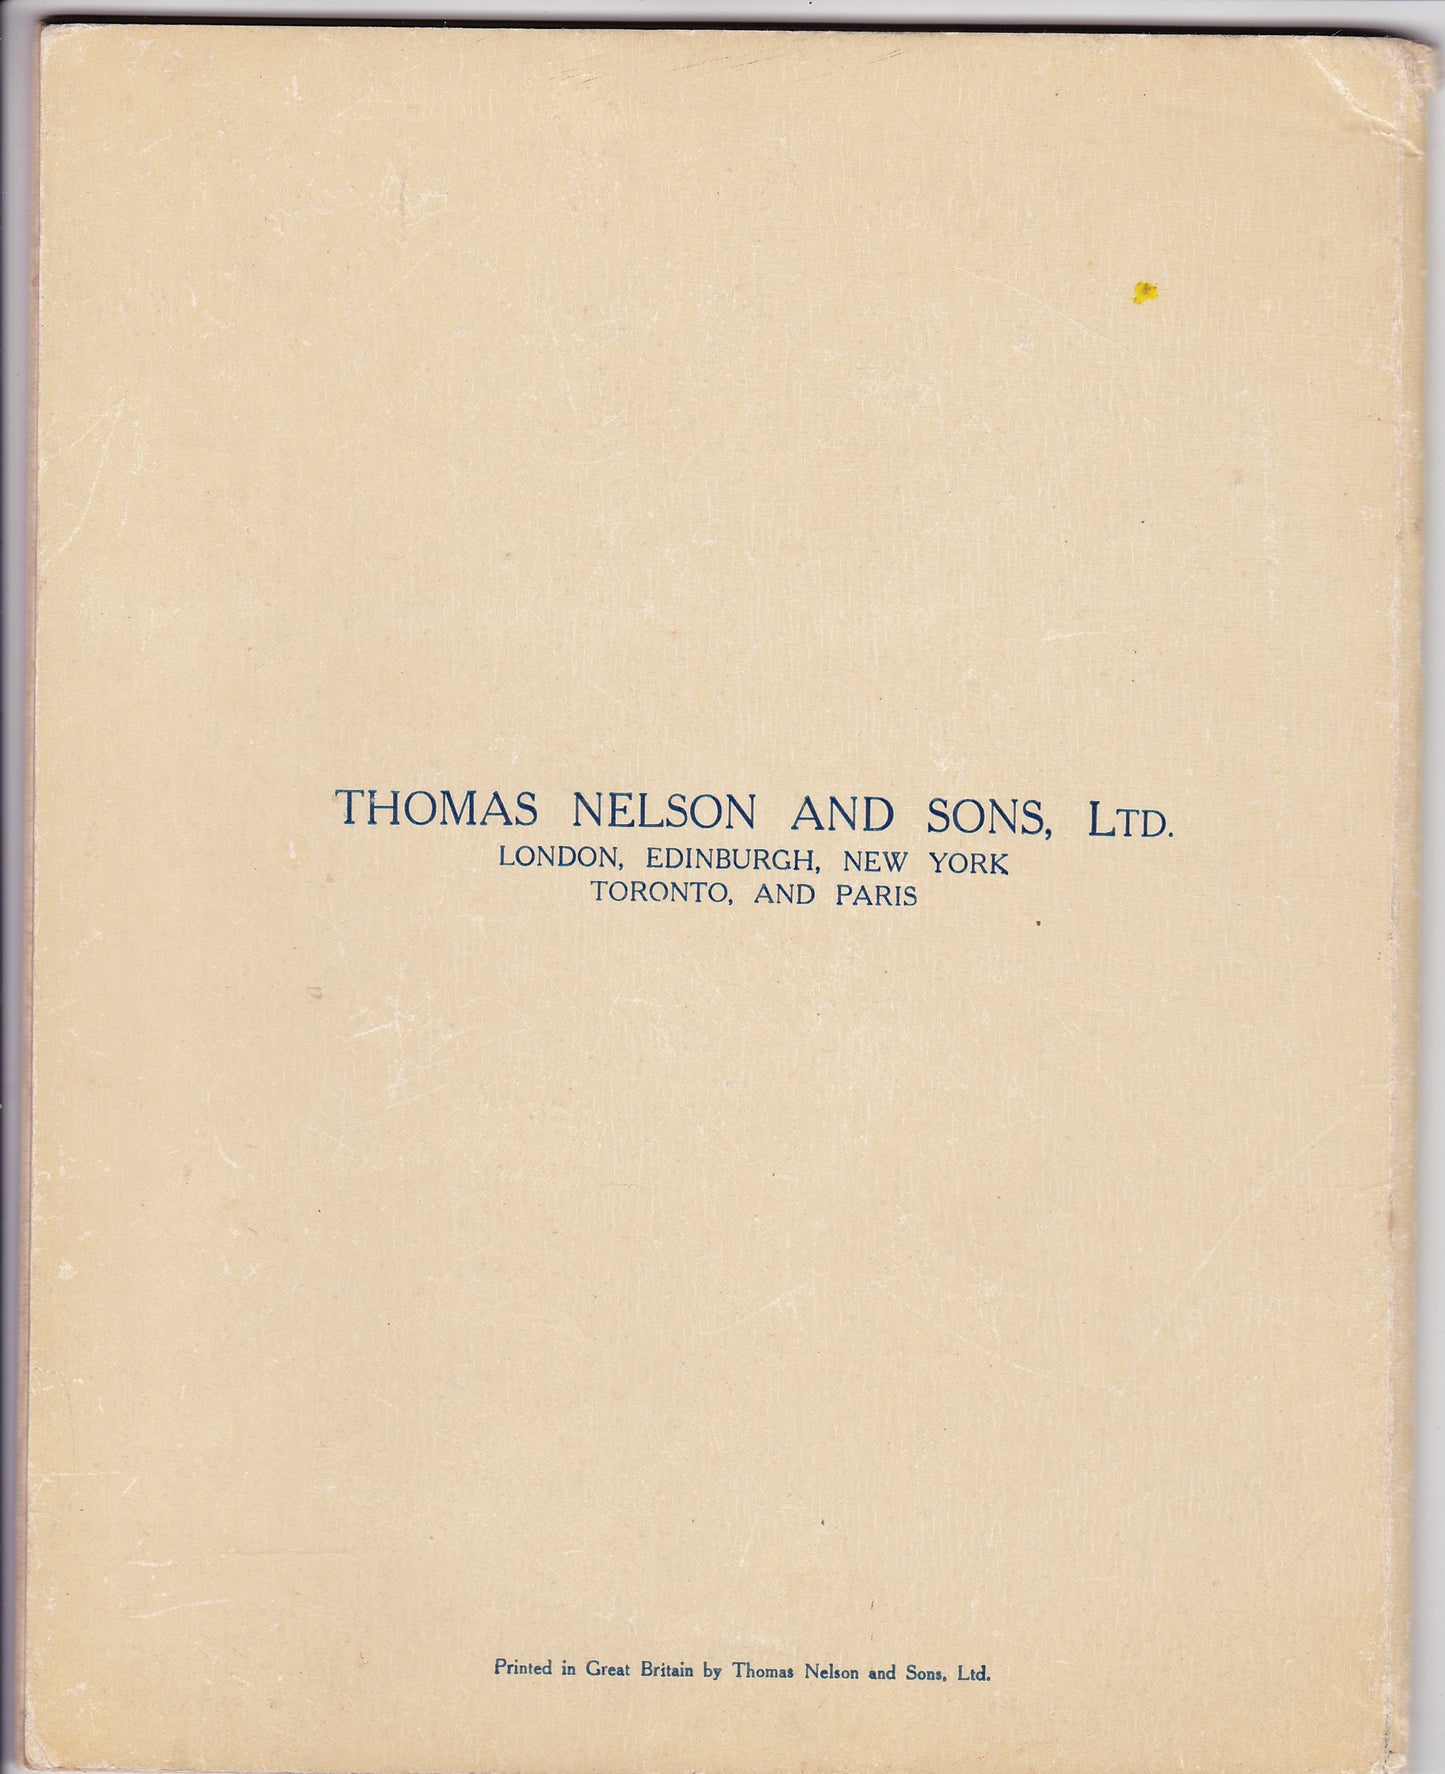 THOMAS NELSON AND SONS, LTD.
LONDON, EDINBURGH, NEW YORK
TORONTO, AND PARIS
Printed in Great Britain by Thomas Nelson and Sons, Ltd.